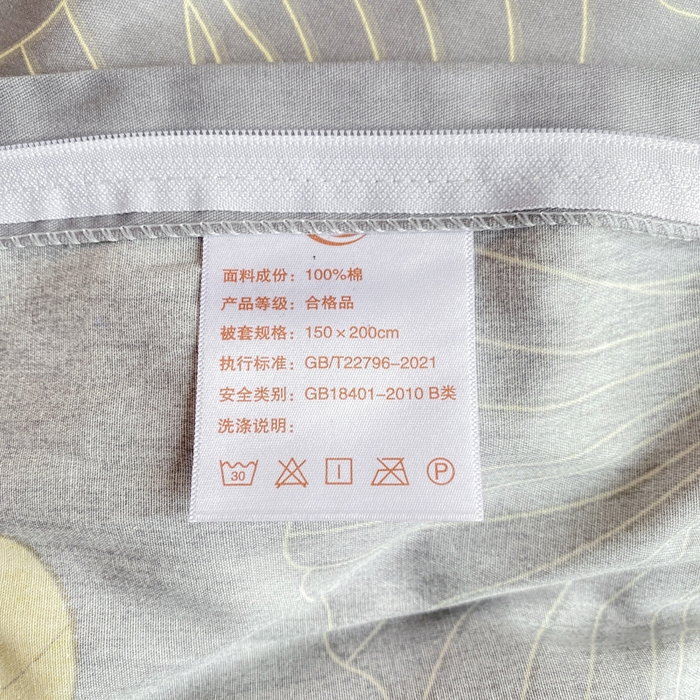 面料成份：100%棉
产品等级：合格品
被套规格：150×200cm
执行标准：GB/T22796-2021
安全类别：GB18401-2010 B类
洗涤说明：
30
P